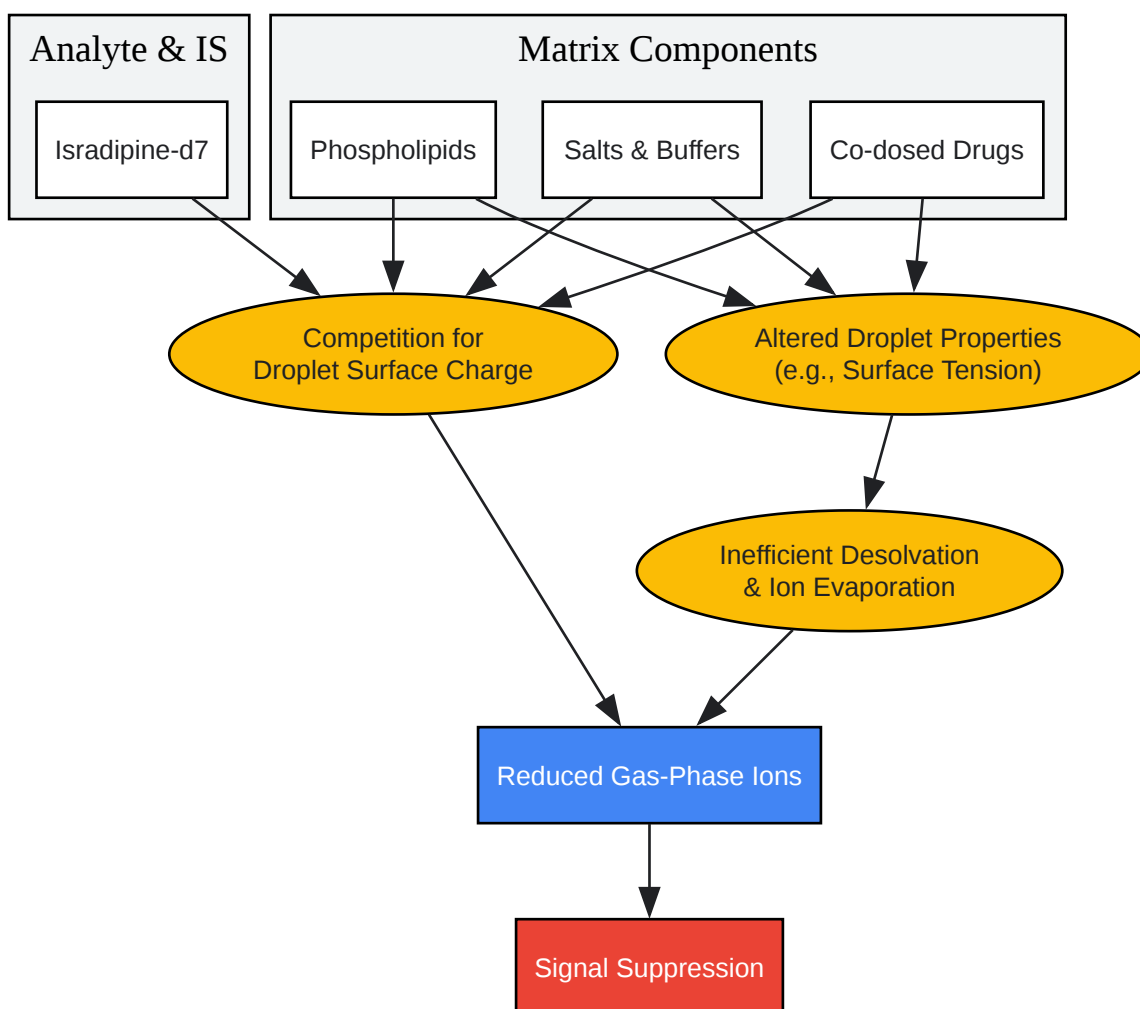 Analyte & IS
Matrix Components
Isradipine-d7
Phospholipids
Salts & Buffers
Co-dosed Drugs
Competition for
Droplet Surface Charge
Altered Droplet Properties
(e.g., Surface Tension)
Inefficient Desolvation
& Ion Evaporation
Reduced Gas-Phase Ions
Signal Suppression